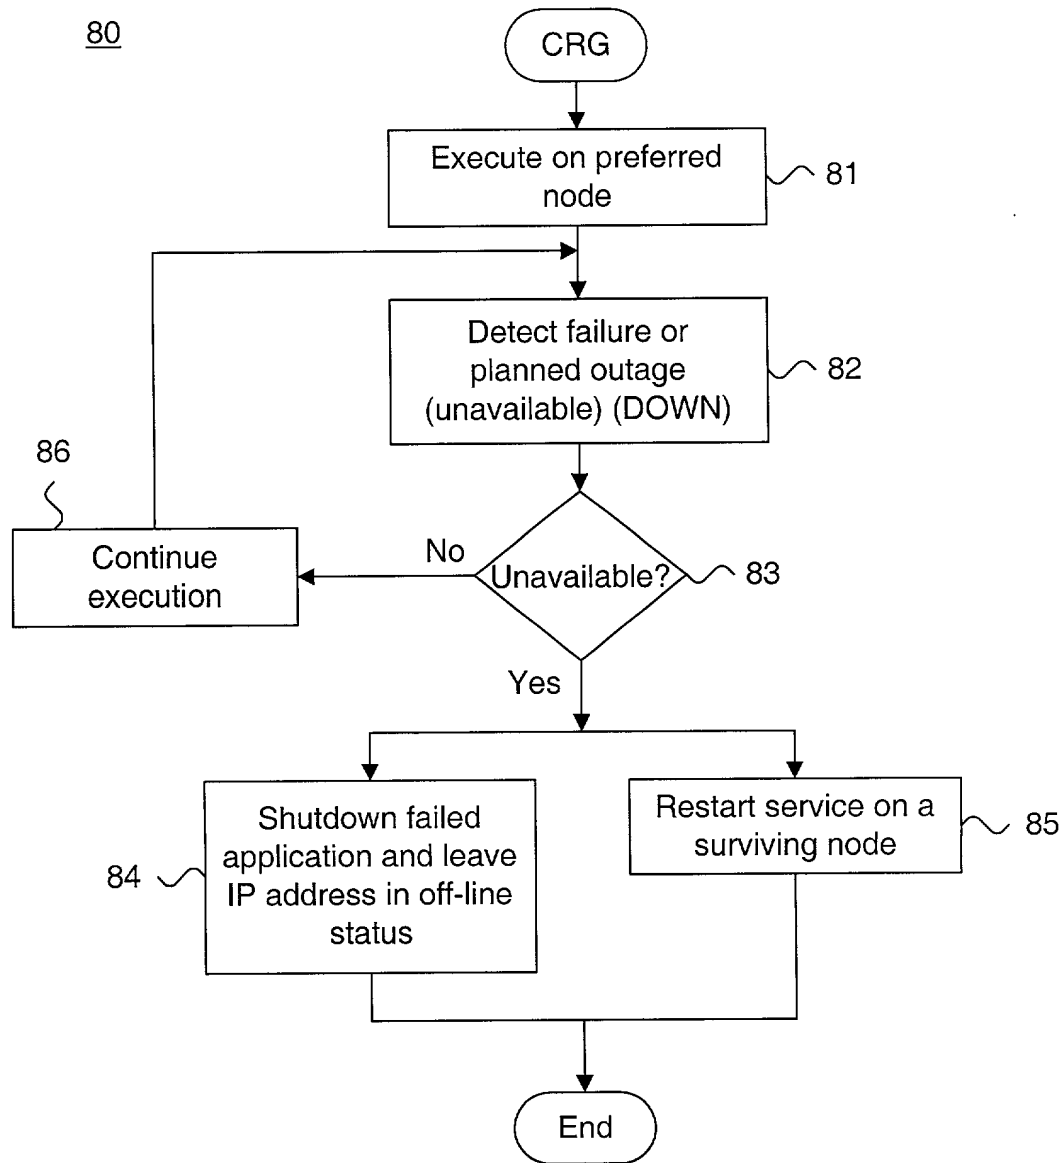 80
CRG
Execute on preferred
node
81
Detect failure or
planned outage
(unavailable) (DOWN)
82
86
Continue
execution
No
Unavailable?
83
Yes
Shutdown failed
application and leave
IP address in off-line
status
84
Restart service on a
surviving node
85
End